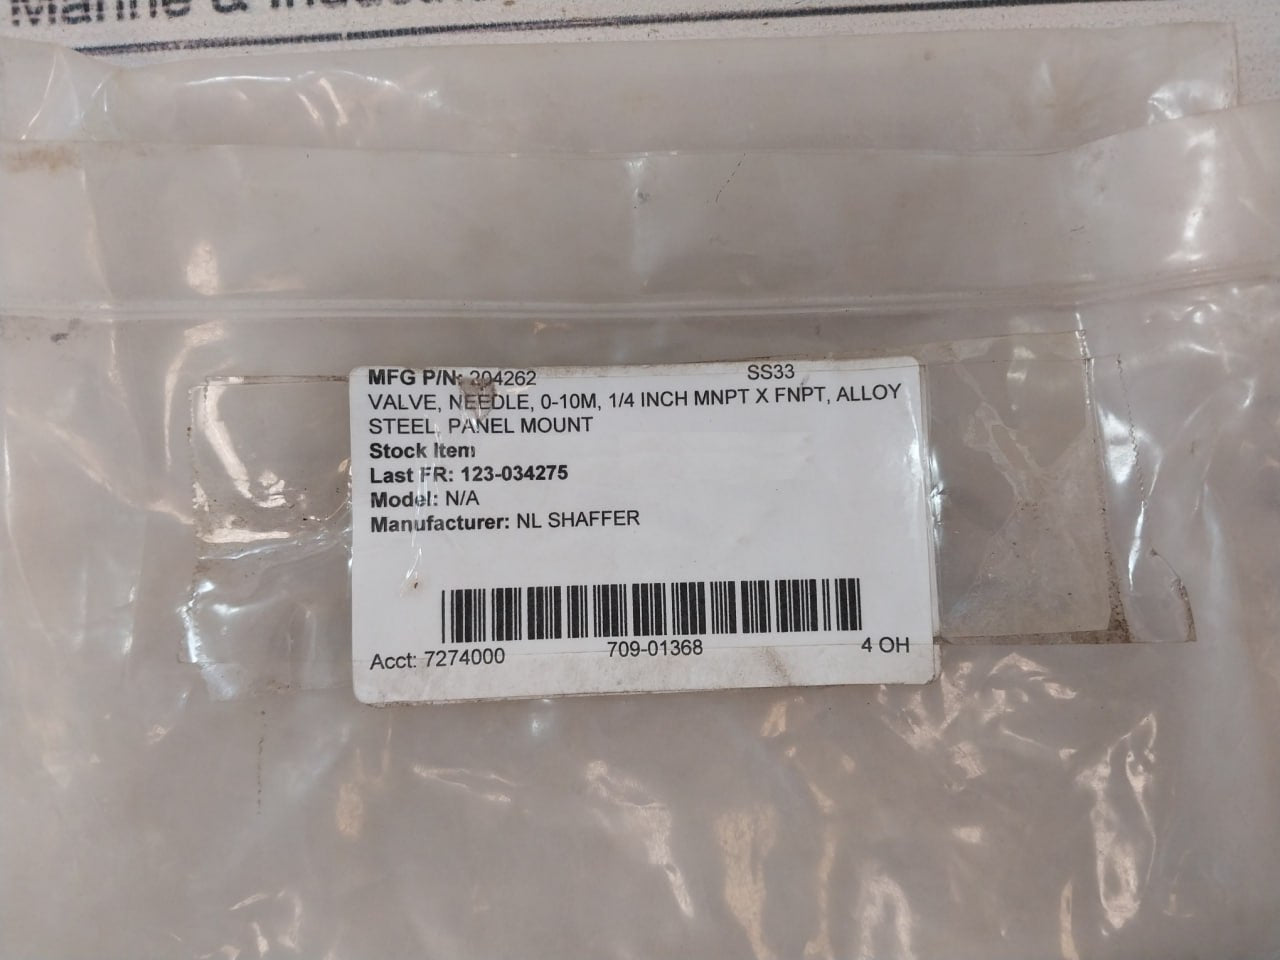 Marine &
MFG P/N: 204262 SS33
VALVE, NEEDLE, 0-10M, 1/4 INCH MNPT X FNPT, ALLOY
STEEL, PANEL MOUNT
Stock Item
Last FR: 123-034275
Model: N/A
Manufacturer: NL SHAFFER
Acct: 7274000 709-01368 4 OH